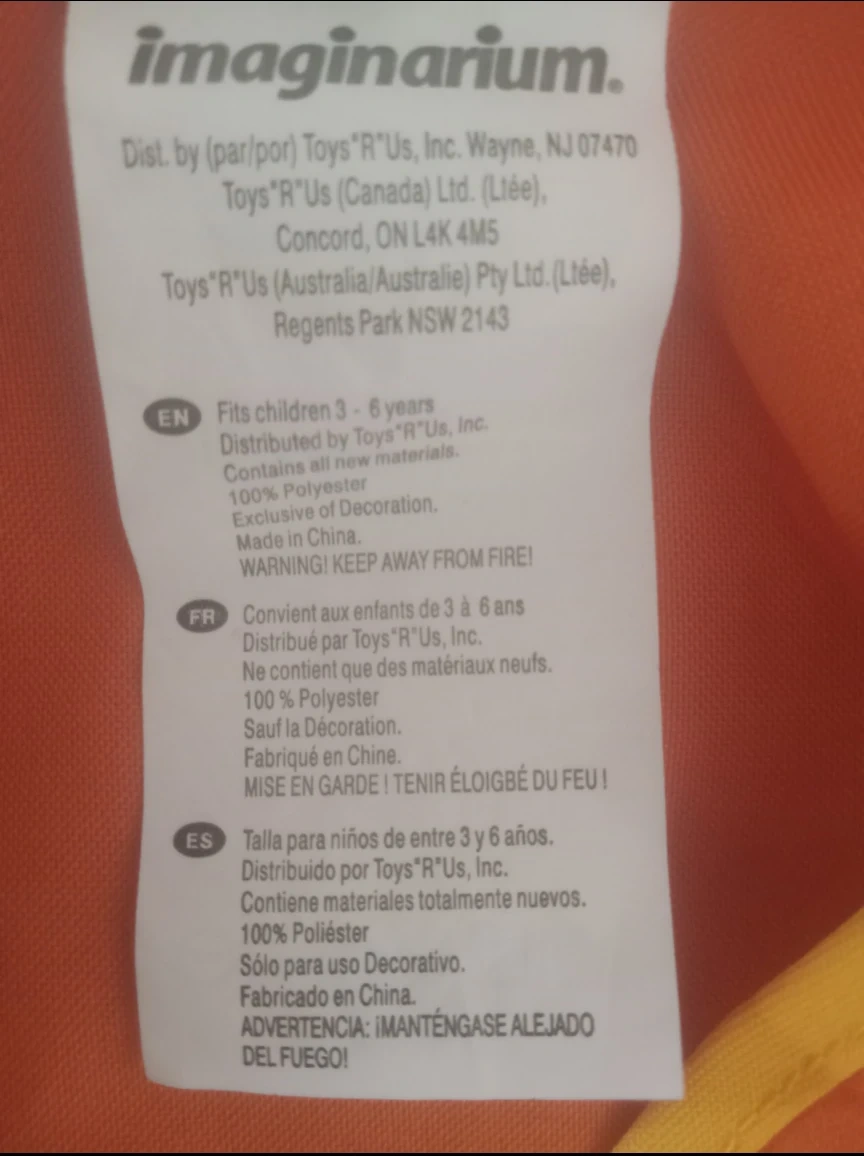 imaginarium®
Dist. by (par/por) Toys"R"Us, Inc. Wayne, NJ 07470
Toys"R"Us (Canada) Ltd. (Ltée),
Concord, ON L4K 4M5
Toys"R"Us (Australia/Australie) Pty Ltd.(Ltée),
Regents Park NSW 2143
EN Fits children 3 - 6 years
Distributed by Toys"R"Us, Inc.
Contains all new materials.
100% Polyester
Exclusive of Decoration.
Made in China.
WARNING! KEEP AWAY FROM FIRE!
FR Convient aux enfants de 3 à 6 ans
Distribué par Toys"R"Us, Inc.
Ne contient que des matériaux neufs.
100 % Polyester
Sauf la Décoration.
Fabriqué en Chine.
MISE EN GARDE ! TENIR ÉLOIGBÉ DU FEU !
ES Talla para niños de entre 3 y 6 años.
Distribuido por Toys"R"Us, Inc.
Contiene materiales totalmente nuevos.
100% Poliéster
Sólo para uso Decorativo.
Fabricado en China.
ADVERTENCIA: ¡MANTÉNGASE ALEJADO
DEL FUEGO!